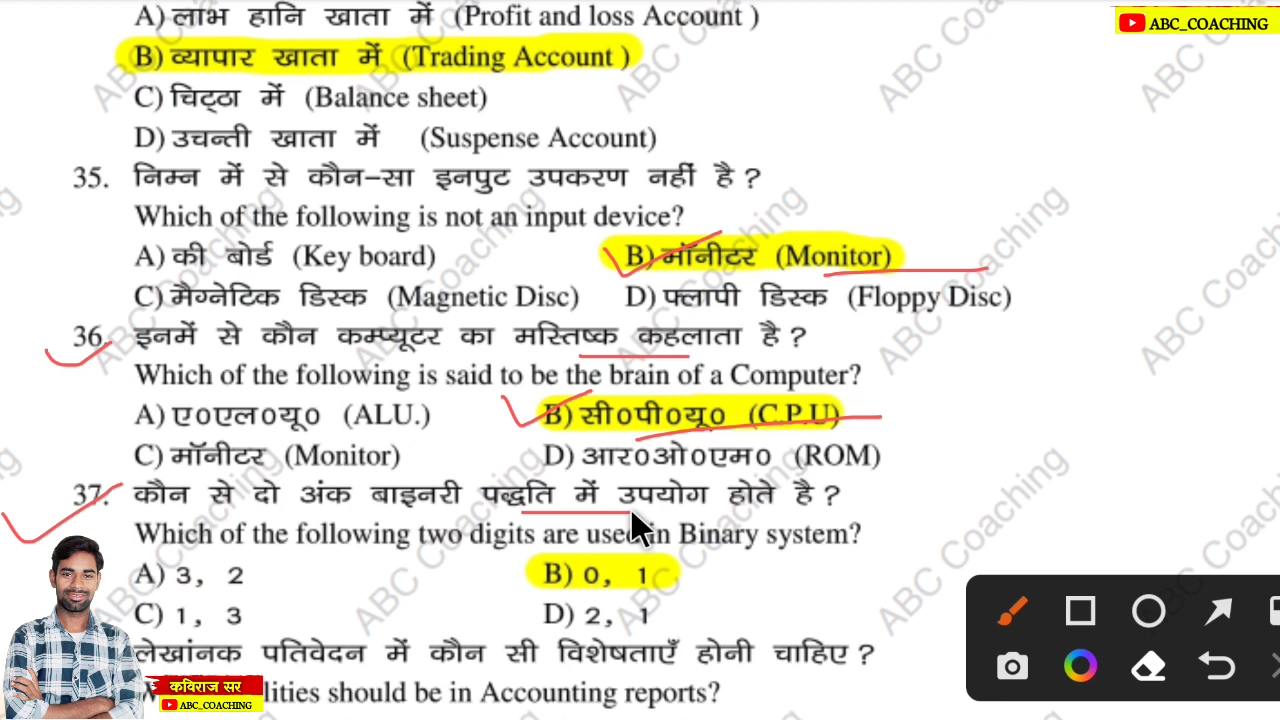 A) लाभ हानि खाता में (Profit and loss Account )
ABC_COACHING
B) व्यापार खाता में (Trading Account )
C) चिट्ठा में (Balance sheet)
D) उचन्ती खाता में (Suspense Account)
35. निम्न में से कौन-सा इनपुट उपकरण नहीं है ?
Which of the following is not an input device?
A) की बोर्ड (Key board) B) मॉनीटर (Monitor)
C) मैग्नेटिक डिस्क (Magnetic Disc) D) फ्लापी डिस्क (Floppy Disc)
36. इनमें से कौन कम्प्यूटर का मस्तिष्क कहलाता है ?
Which of the following is said to be the brain of a Computer?
A) ए०एल०यू० (ALU.) B) सी०पी०यू० (C.P.U)
C) मॉनीटर (Monitor) D) आर०ओ०एम० (ROM)
37. कौन से दो अंक बाइनरी पद्धति में उपयोग होते है ?
Which of the following two digits are used in Binary system?
A) 3, 2 B) 0, 1
C) 1, 3 D) 2, 1
लेखांनक पतिवेदन में कौन सी विशेषताएँ होनी चाहिए ?
should be in Accounting reports?
कविराज सर
ABC_COACHING
ABC Coaching